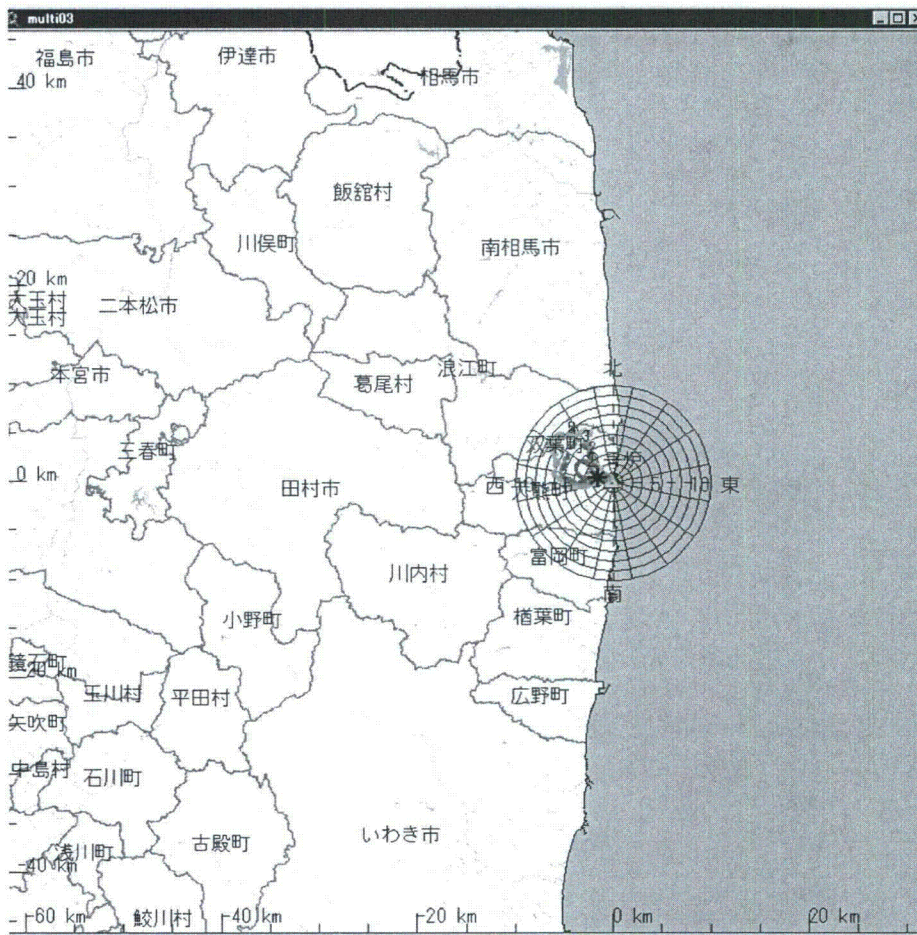 multi03
福島市
伊達市
相馬市
40 km
飯舘村
川俣町
南相馬市
20 km
大玉村
大玉村
二本松市
本宮市
葛尾村
浪江町
北
三春町
双葉町
0 km
田村市
西
東
富岡町
川内村
南
小野町
楢葉町
鏡石町
-20 km
玉川村
平田村
広野町
矢吹町
中島村
石川町
古殿町
いわき市
浅川町
-40 km
鮫川村
-60 km
-40 km
-20 km
0 km
20 km